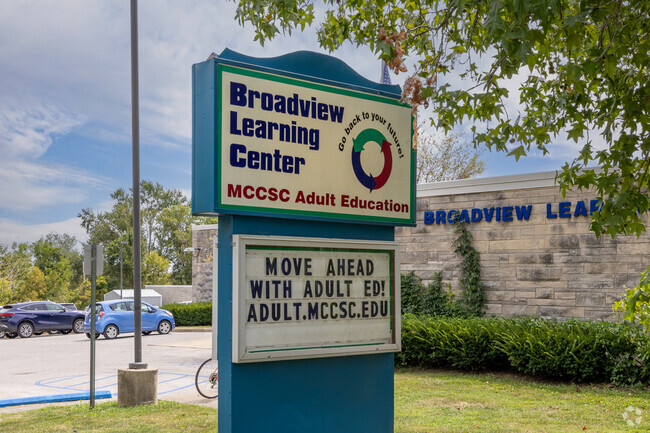 Broadview
Learning
Center
Go back to your future!
MCCSC Adult Education
MOVE AHEAD
WITH ADULT ED!
ADULT.MCCSC.EDU
BROADVIEW LEA